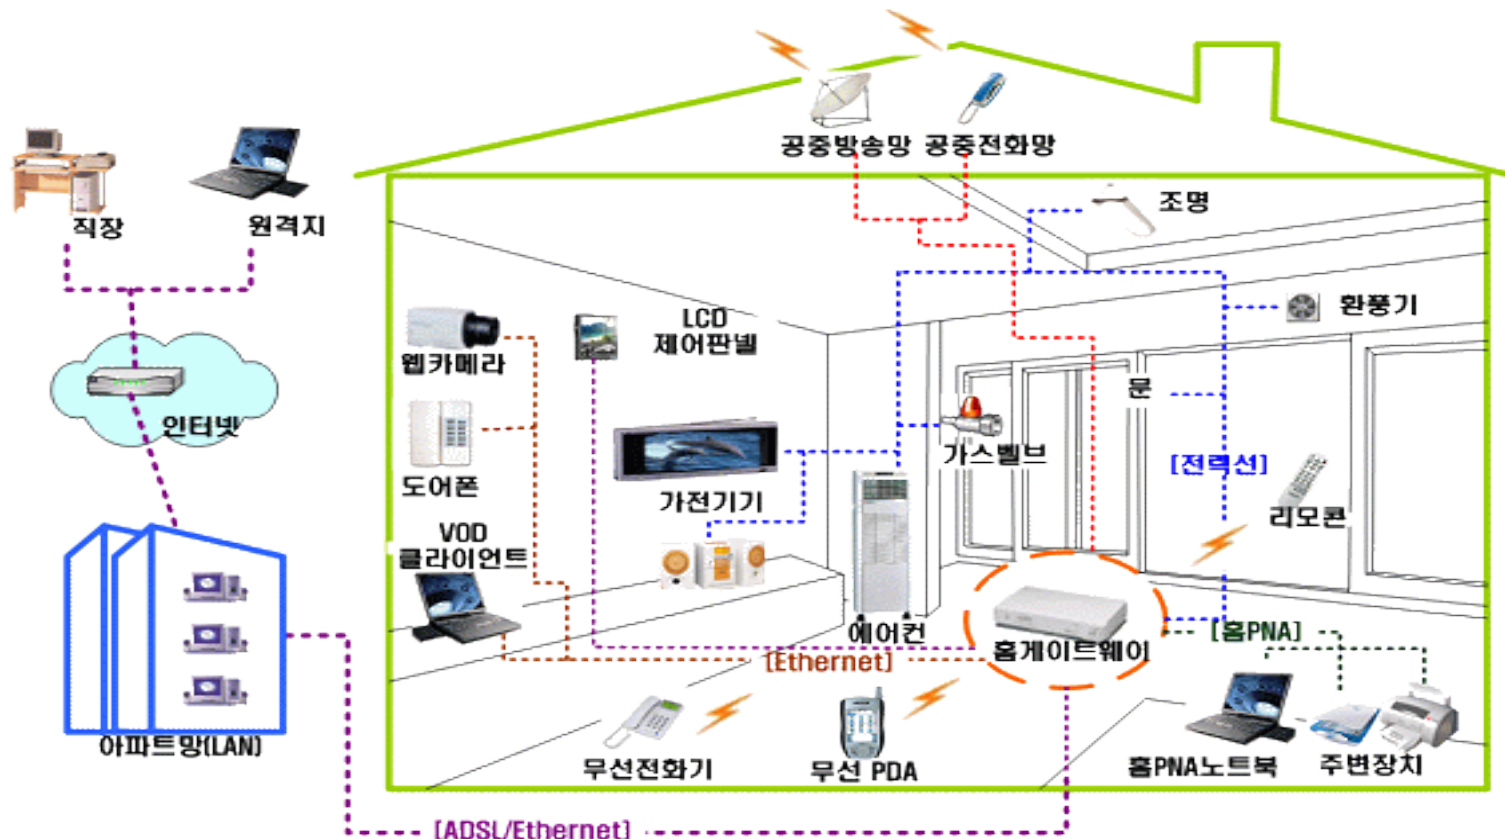 공중방송망
공중전화망
조명
직장
원격지
환풍기
LCD
제어판넬
웹카메라
문
인터넷
가스벨브
[전력선]
도어폰
가전기기
리모콘
VOD
클라이언트
에어컨
[홈PNA]
홈게이트웨이
[Ethernet]
아파트망(LAN)
무선전화기
무선 PDA
홈PNA노트북
주변장치
[ADSL/Ethernet]